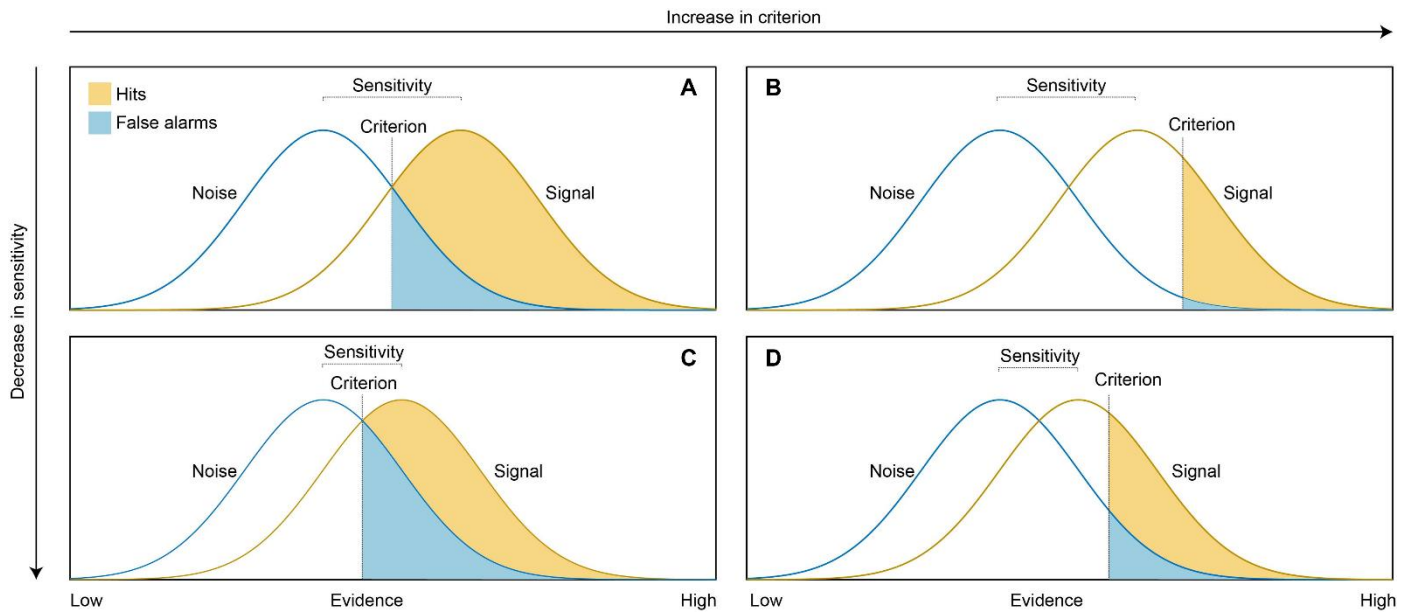 Increase in criterion
Decrease in sensitivity
Hits
False alarms
Sensitivity
A
Criterion
Noise
Signal
B
Sensitivity
Criterion
Noise
Signal
Sensitivity
C
Criterion
Noise
Signal
D
Sensitivity
Criterion
Noise
Signal
Low Evidence High
Low Evidence High